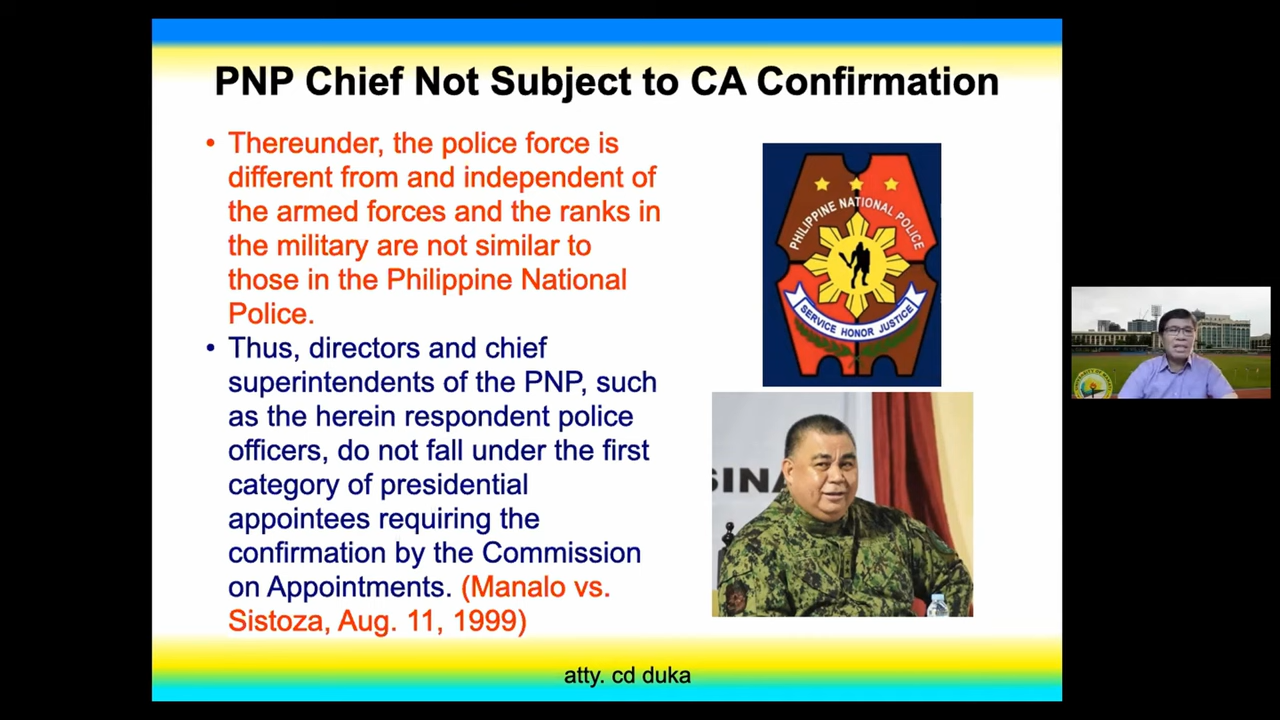 PNP Chief Not Subject to CA Confirmation
• Thereunder, the police force is
different from and independent of
the armed forces and the ranks in
the military are not similar to
those in the Philippine National
Police.
• Thus, directors and chief
superintendents of the PNP, such
as the herein respondent police
officers, do not fall under the first
category of presidential
appointees requiring the
confirmation by the Commission
on Appointments. (Manalo vs.
Sistoza, Aug. 11, 1999)
PHILIPPINE NATIONAL POLICE
SERVICE HONOR JUSTICE
SINA
atty. cd duka